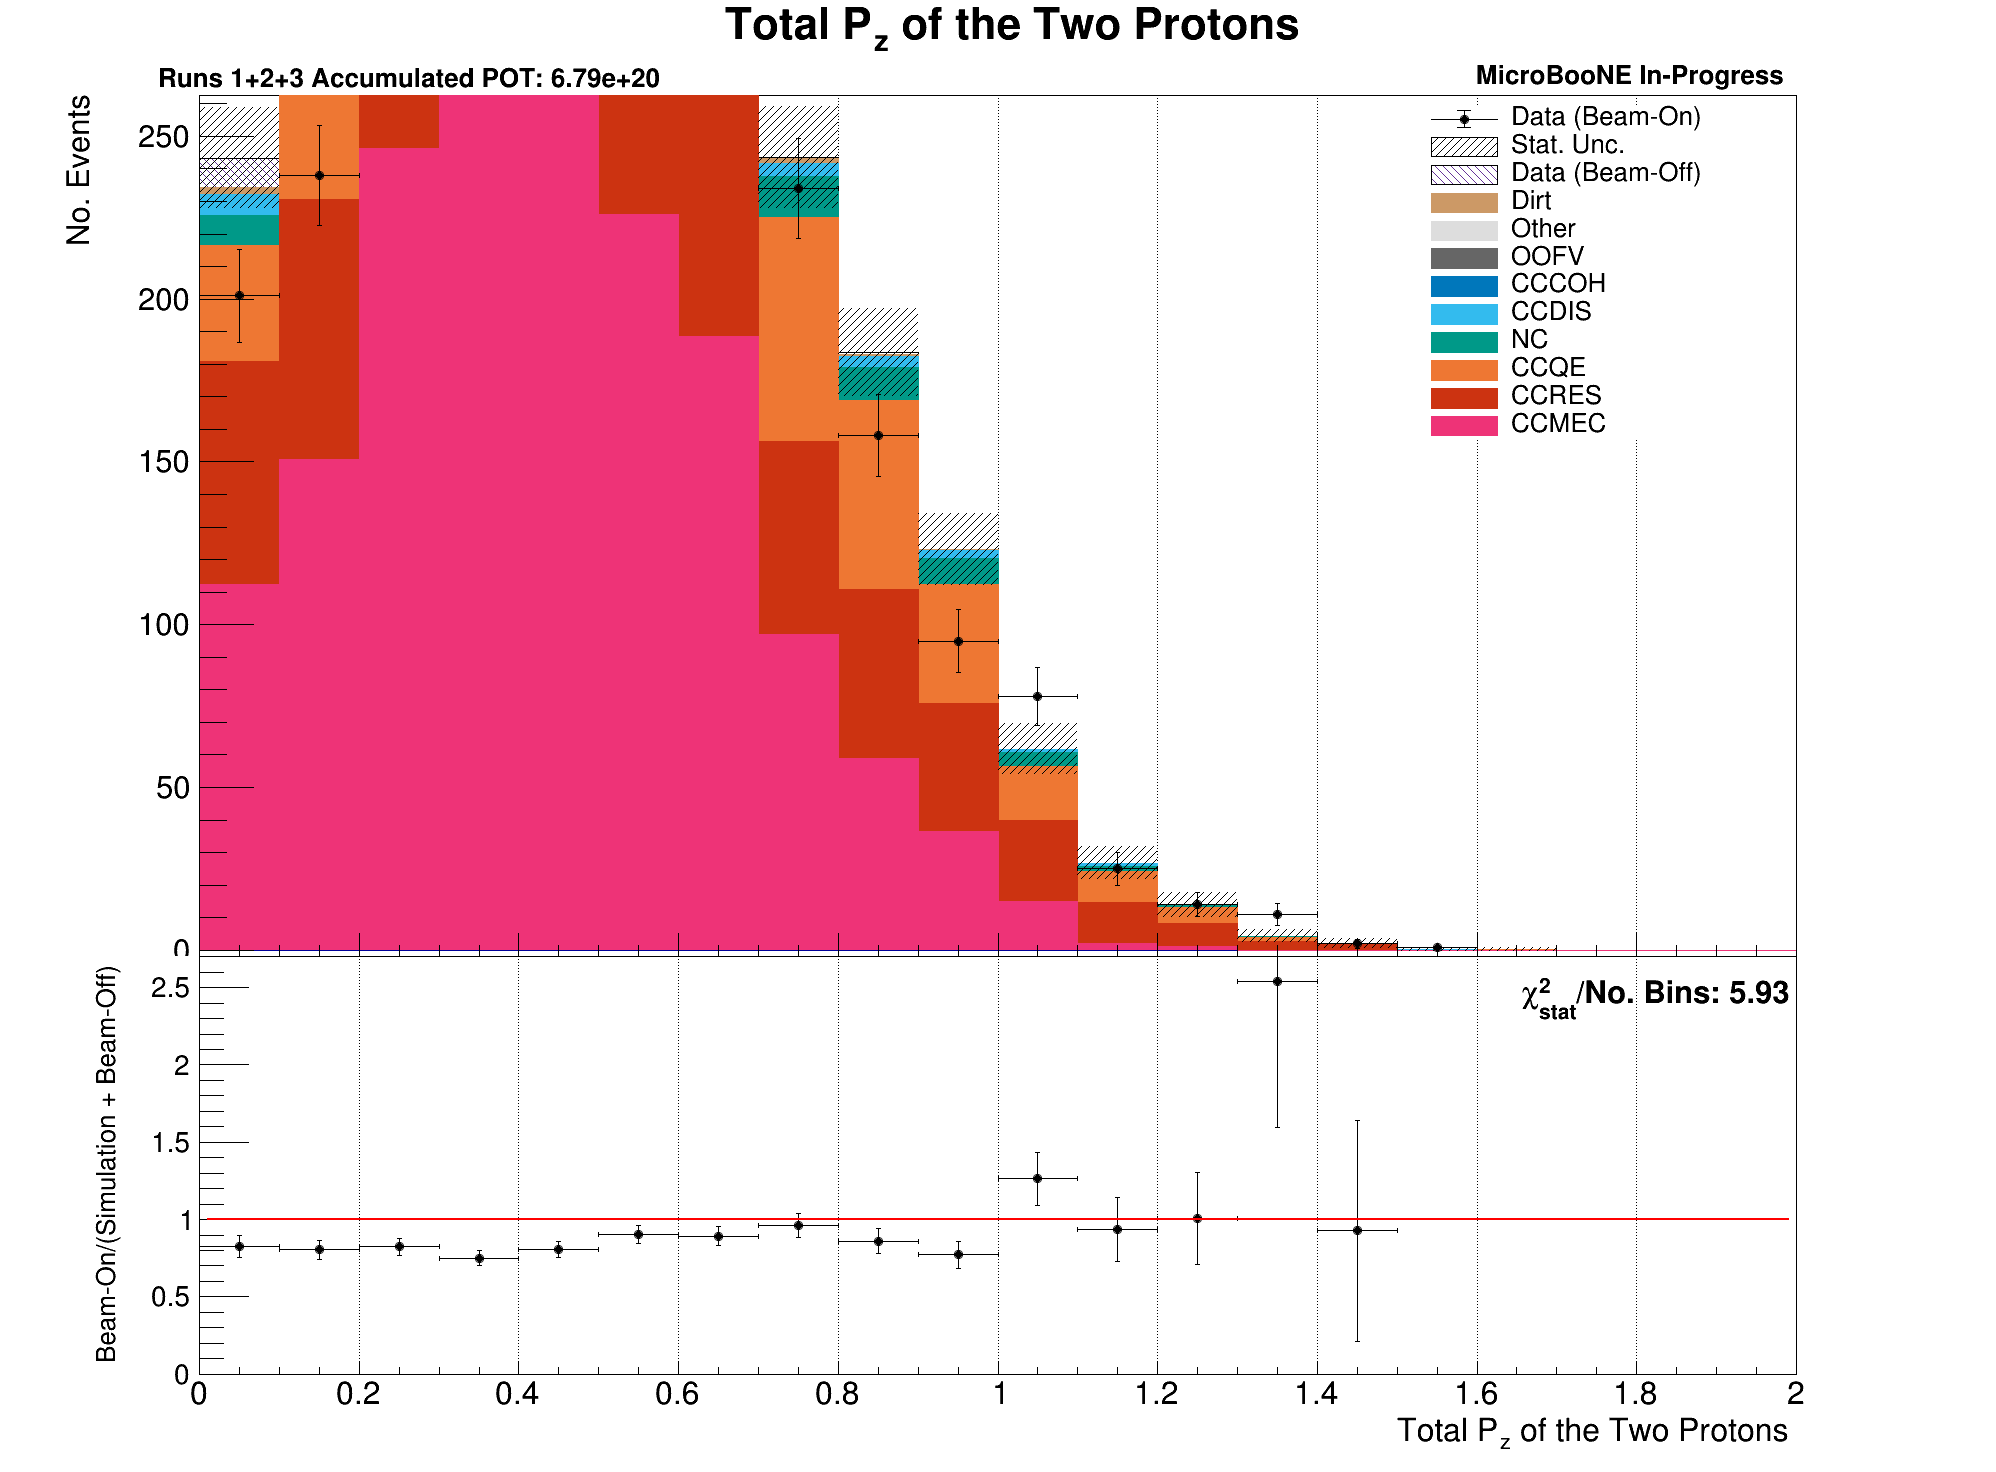 Total Pz of the Two Protons
Runs 1+2+3 Accumulated POT: 6.79e+20
MicroBooNE In-Progress
No. Events
250
200
150
100
50
0
Data (Beam-On)
Stat. Unc.
Data (Beam-Off)
Dirt
Other
OOFV
CCCOH
CCDIS
NC
CCQE
CCRES
CCMEC
Beam-On/(Simulation + Beam-Off)
2.5
2
1.5
1
0.5
0
χ²stat/No. Bins: 5.93
0 0.2 0.4 0.6 0.8 1 1.2 1.4 1.6 1.8 2
Total Pz of the Two Protons